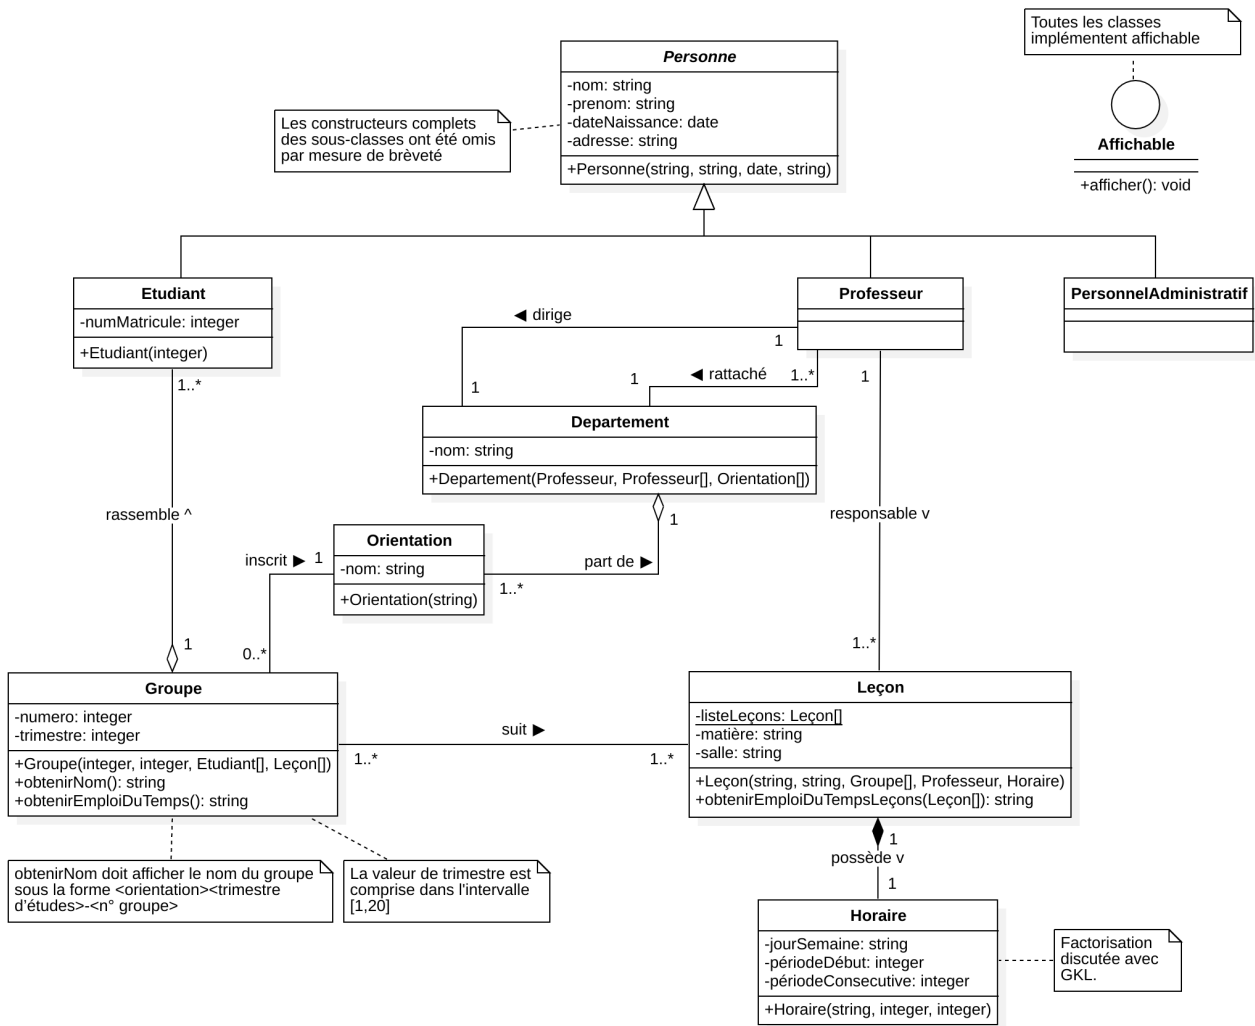 Toutes les classes
implémentent affichable
Affichable
+afficher(): void
Personne
-nom: string
-prenom: string
-dateNaissance: date
-adresse: string
+Personne(string, string, date, string)
Les constructeurs complets
des sous-classes ont été omis
par mesure de brèveté
Etudiant
-numMatricule: integer
+Etudiant(integer)
Professeur
PersonnelAdministratif
◀ dirige
1
1
◀ rattaché
1..*
1
1
1..*
Departement
-nom: string
+Departement(Professeur, Professeur[], Orientation[])
rassemble ^
responsable v
1
Orientation
-nom: string
+Orientation(string)
inscrit ▶
1
part de ▶
1..*
1
0..*
1..*
Groupe
-numero: integer
-trimestre: integer
+Groupe(integer, integer, Etudiant[], Leçon[])
+obtenirNom(): string
+obtenirEmploiDuTemps(): string
suit ▶
1..*
1..*
Leçon
-listeLeçons: Leçon[]
-matière: string
-salle: string
+Leçon(string, string, Groupe[], Professeur, Horaire)
+obtenirEmploiDuTempsLeçons(Leçon[]): string
obtenirNom doit afficher le nom du groupe
sous la forme <orientation><trimestre
d'études>-<n° groupe>
La valeur de trimestre est
comprise dans l'intervalle
[1,20]
1
possède v
1
Horaire
-jourSemaine: string
-périodeDébut: integer
-périodeConsecutive: integer
+Horaire(string, integer, integer)
Factorisation
discutée avec
GKL.